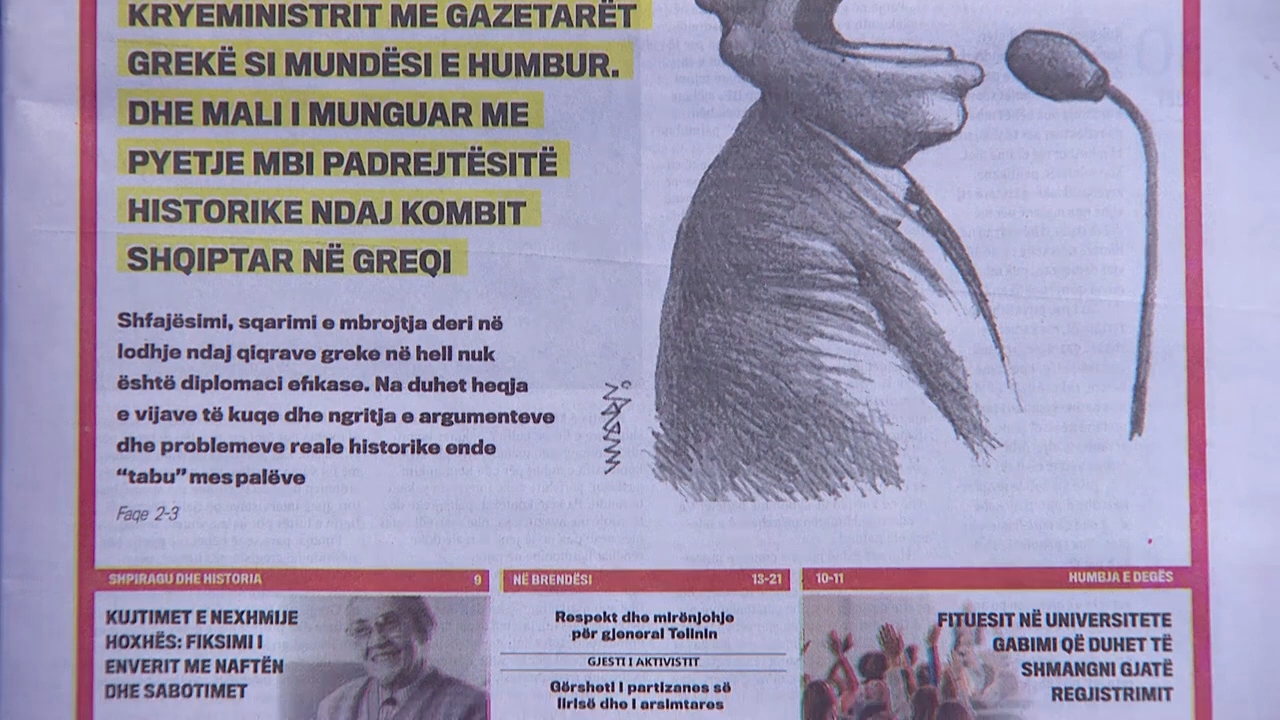 KRYEMINISTRIT ME GAZETARËT
GREKË SI MUNDËSI E HUMBUR.
DHE MALI I MUNGUAR ME
PYETJE MBI PADREJTËSITË
HISTORIKE NDAJ KOMBIT
SHQIPTAR NË GREQI
Shfajësimi, sqarimi e mbrojtja deri në
lodhje ndaj qiqrave greke në hell nuk
është diplomaci efikase. Na duhet heqja
e vijave të kuqe dhe ngritja e argumenteve
dhe problemeve reale historike ende
“tabu” mes palëve
Faqe 2-3
SHPIRAGU DHE HISTORIA 9
KUJTIMET E NEXHMIJE
HOXHËS: FIKSIMI I
ENVERIT ME NAFTËN
DHE SABOTIMET
NË BRENDËSI 13-21
Respekt dhe mirënjohje
për gjeneral Telinin
GJESTI I AKTIVISTIT
Gërsheti i partizanes së
lirisë dhe i arsimtares
10-11 HUMBJA E DEGËS
FITUESIT NË UNIVERSITETE
GABIMI QË DUHET TË
SHMANGNI GJATË
REGJISTRIMIT